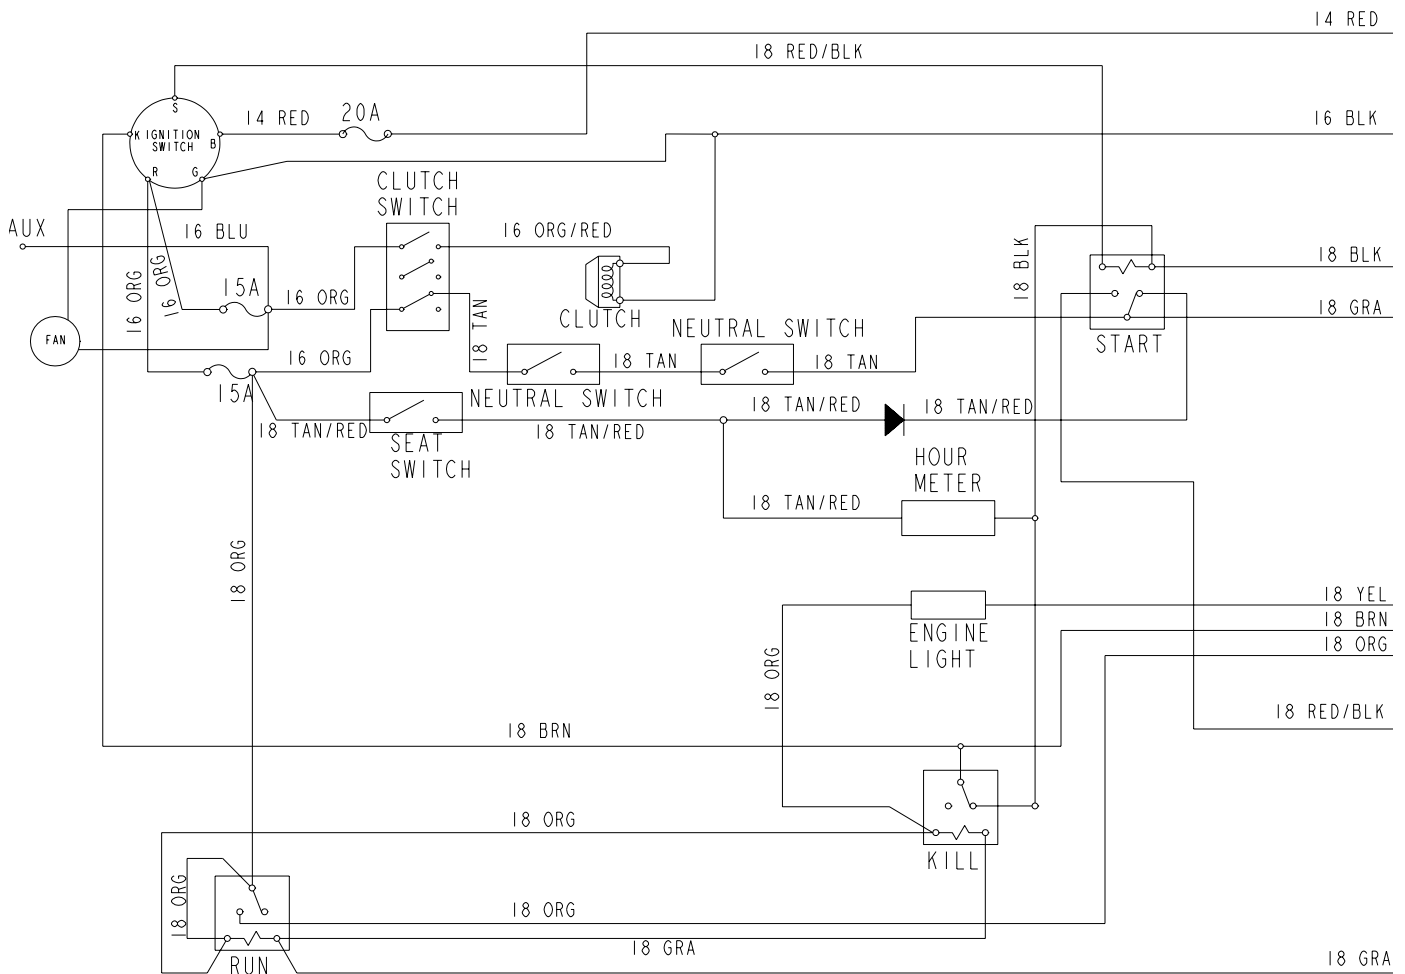 14 RED
18 RED/BLK
S
14 RED
20A
16 BLK
K IGNITION
SWITCH
B
R
G
CLUTCH
SWITCH
AUX
16 BLU
16 ORG/RED
18 BLK
18 BLK
16 ORG
16 ORG
15A
16 ORG
18 TAN
CLUTCH
18 GRA
NEUTRAL SWITCH
FAN
START
16 ORG
18 TAN
18 TAN
15A
NEUTRAL SWITCH
18 TAN/RED
18 TAN/RED
18 TAN/RED
18 TAN/RED
SEAT
SWITCH
HOUR
METER
18 TAN/RED
18 ORG
18 YEL
18 BRN
ENGINE
LIGHT
18 ORG
18 ORG
18 RED/BLK
18 BRN
18 ORG
KILL
18 ORG
18 ORG
18 GRA
RUN
18 GRA